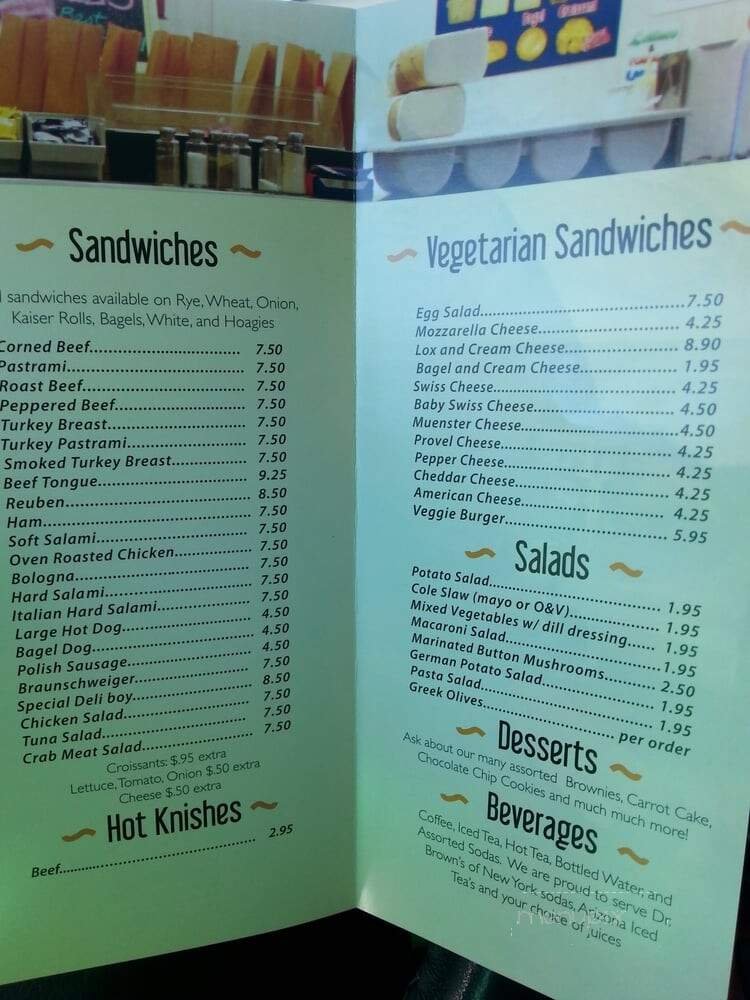 Best
Sandwiches
sandwiches available on Rye, Wheat, Onion,
Kaiser Rolls, Bagels, White, and Hoagies
Corned Beef.................................... 7.50
Pastrami.......................................... 7.50
Roast Beef....................................... 7.50
Peppered Beef................................ 7.50
Turkey Breast.................................. 7.50
Turkey Pastrami............................. 7.50
Smoked Turkey Breast.................. 7.50
Beef Tongue.................................... 9.25
Reuben............................................. 8.50
Ham.................................................. 7.50
Soft Salami...................................... 7.50
Oven Roasted Chicken.................. 7.50
Bologna............................................ 7.50
Hard Salami..................................... 7.50
Italian Hard Salami........................ 7.50
Large Hot Dog................................. 4.50
Bagel Dog......................................... 4.50
Polish Sausage................................ 4.50
Braunschweiger.............................. 7.50
Special Deli boy.............................. 8.50
Chicken Salad.................................. 7.50
Tuna Salad........................................ 7.50
Crab Meat Salad.............................. 7.50
Croissants: $.95 extra
Lettuce, Tomato, Onion $.50 extra
Cheese $.50 extra
Hot Knishes
Beef.................................................... 2.95
Vegetarian Sandwiches
Egg Salad............................................7.50
Mozzarella Cheese............................... 4.25
Lox and Cream Cheese......................... 8.90
Bagel and Cream Cheese..................... 1.95
Swiss Cheese........................................ 4.25
Baby Swiss Cheese............................... 4.50
Muenster Cheese..................................4.50
Provel Cheese....................................... 4.25
Pepper Cheese...................................... 4.25
Cheddar Cheese.................................... 4.25
American Cheese.................................. 4.25
Veggie Burger....................................... 5.95
Salads
Potato Salad......................................... 1.95
Cole Slaw (mayo or O&V)..................... 1.95
Mixed Vegetables w/ dill dressing...... 1.95
Macaroni Salad.....................................1.95
Marinated Button Mushrooms........... 2.50
German Potato Salad........................... 1.95
Pasta Salad........................................... 1.95
Greek Olives............................. per order
Desserts
Ask about our many assorted Brownies, Carrot Cake,
Chocolate Chip Cookies and much much more!
Beverages
Coffee, Iced Tea, Hot Tea, Bottled Water, and
Assorted Sodas. We are proud to serve Dr.
Brown's of New York sodas, Arizona Iced
Tea's and your choice of juices